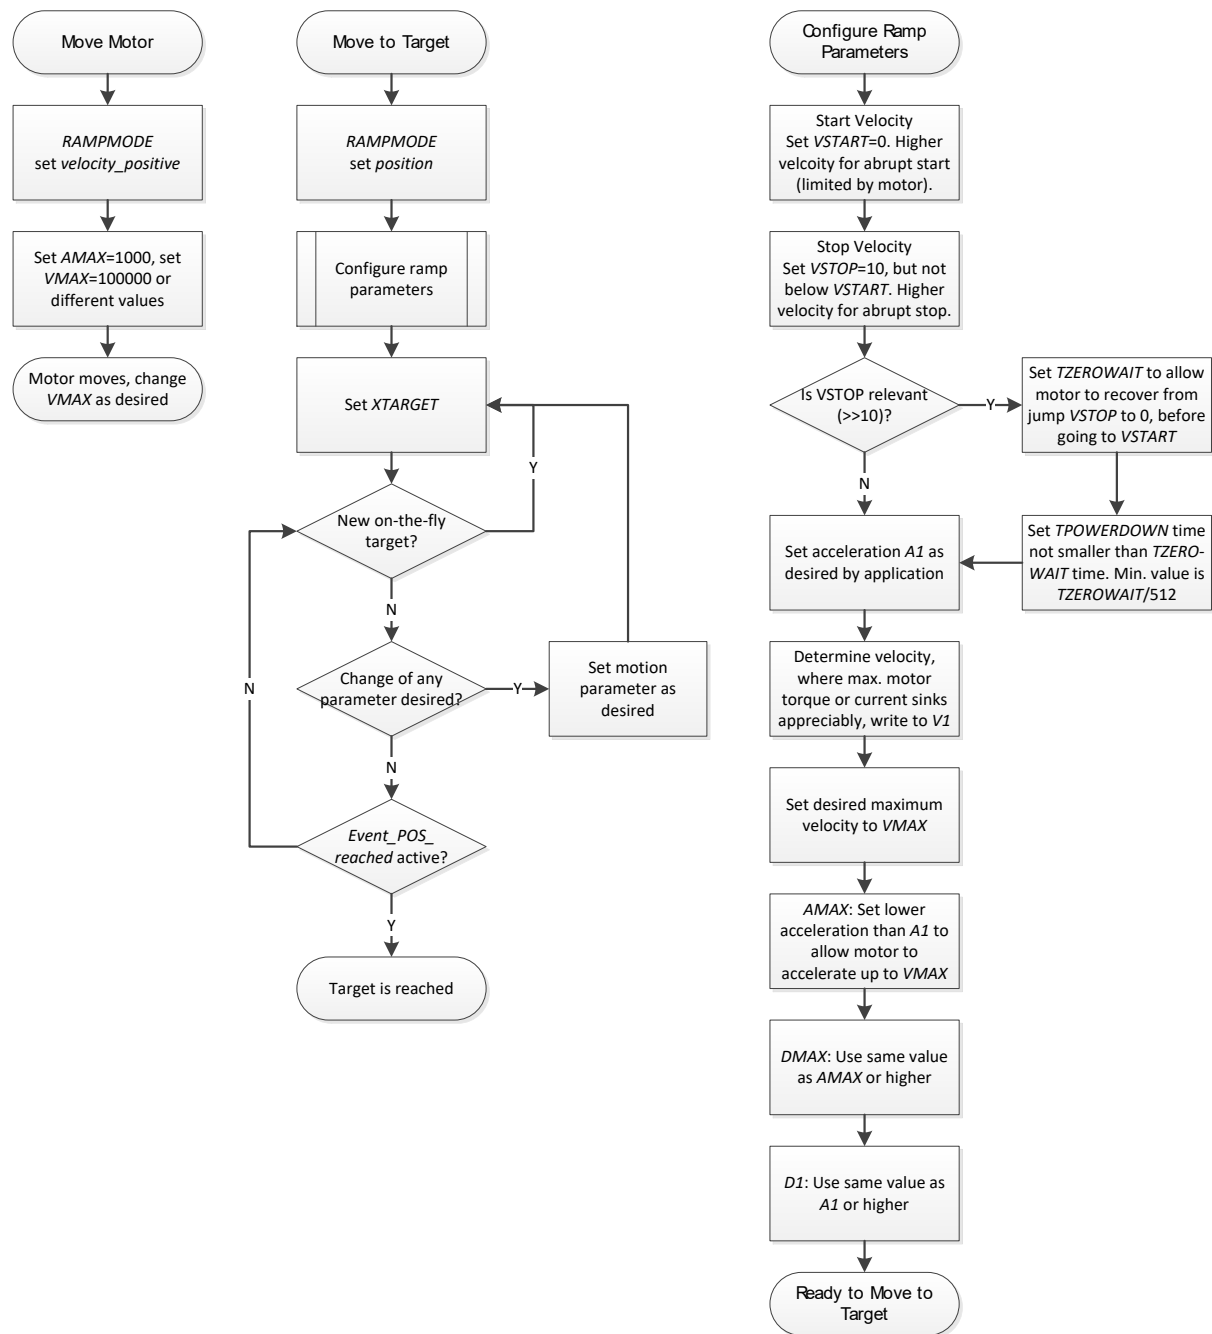 Move Motor
RAMPMODE
set velocity_positive
Set AMAX=1000, set
VMAX=100000 or
different values
Motor moves, change
VMAX as desired
Move to Target
RAMPMODE
set position
Configure ramp
parameters
Set XTARGET
Y
New on-the-fly
target?
N
Change of any
parameter desired?
Y
Set motion
parameter as
desired
N
N
Event_POS_
reached active?
Y
Target is reached
Configure Ramp
Parameters
Start Velocity
Set VSTART=0. Higher
velcoity for abrupt start
(limited by motor).
Stop Velocity
Set VSTOP=10, but not
below VSTART. Higher
velocity for abrupt stop.
Is VSTOP relevant
(>>10)?
Y
Set TZEROWAIT to allow
motor to recover from
jump VSTOP to 0, before
going to VSTART
N
Set TPOWERDOWN time
not smaller than TZERO-
WAIT time. Min. value is
TZEROWAIT/512
Set acceleration A1 as
desired by application
Determine velocity,
where max. motor
torque or current sinks
appreciably, write to V1
Set desired maximum
velocity to VMAX
AMAX: Set lower
acceleration than A1 to
allow motor to
accelerate up to VMAX
DMAX: Use same value
as AMAX or higher
D1: Use same value as
A1 or higher
Ready to Move to
Target